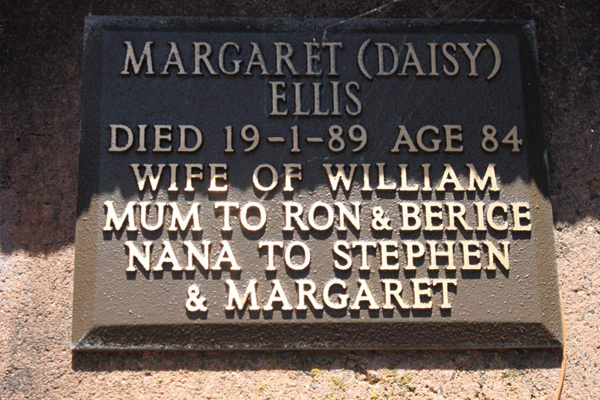 MARGARET (DAISY)
ELLIS
DIED 19-1-89 AGE 84
WIFE OF WILLIAM
MUM TO RON & BERICE
NANA TO STEPHEN
& MARGARET